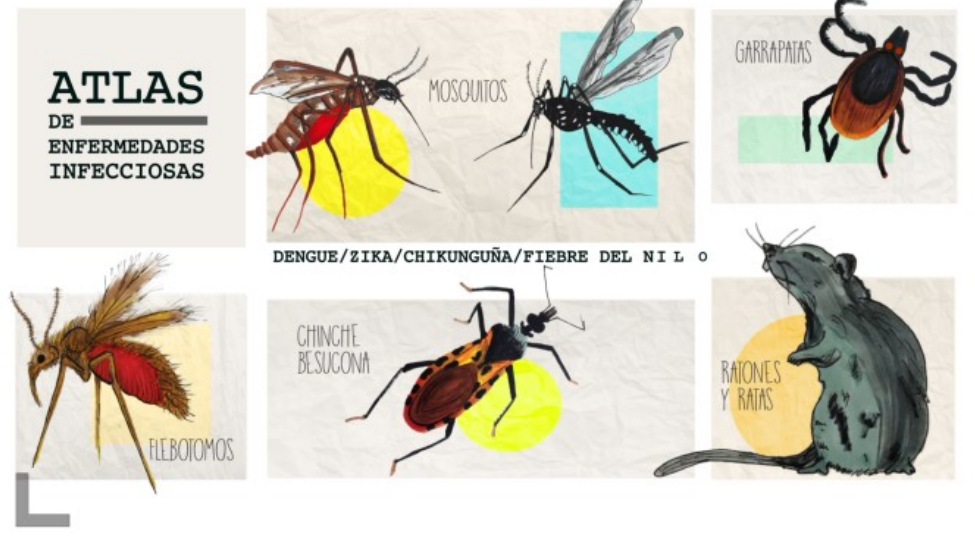 ATLAS
DE
ENFERMEDADES
INFECCIOSAS
MOSQUITOS
GARRAPATAS
DENGUE/ZIKA/CHIKUNGUÑA/FIEBRE DEL NILO
FLEBOTOMOS
CHINCHE
BESUCONA
RATONES
Y RATAS